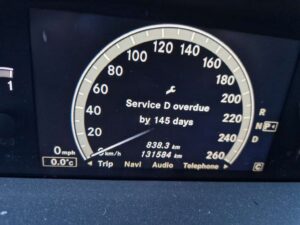 120 140
100 160
80 180
60 200
40 220
20 240
0 km/h 260
Service D overdue
by 145 days
838.3 km
131584 km
1
0 mph
0.0°C
R
N P
D
C
Trip Navi Audio Telephone